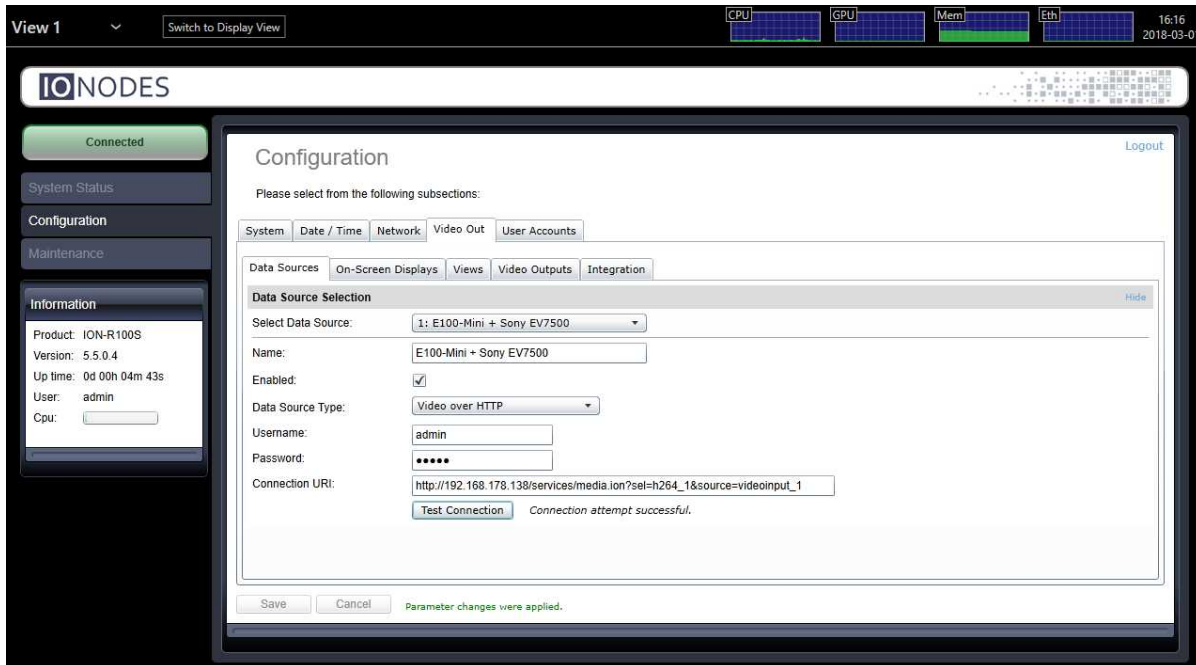 View 1
Switch to Display View
CPU
GPU
Mem
Eth
16:16
2018-03-0
IONODES
Connected
System Status
Configuration
Maintenance
Information
Product: ION-R100S
Version: 5.5.0.4
Up time: 0d 00h 04m 43s
User: admin
Cpu:
Logout
Configuration
Please select from the following subsections:
System Date / Time Network Video Out User Accounts
Data Sources On-Screen Displays Views Video Outputs Integration
Data Source Selection Hide
Select Data Source: 1: E100-Mini + Sony EV7500
Name: E100-Mini + Sony EV7500
Enabled:
Data Source Type: Video over HTTP
Username: admin
Password: •••••
Connection URI: http://192.168.178.138/services/media.ion?sel=h264_1&source=videoinput_1
Test Connection Connection attempt successful.
Save Cancel Parameter changes were applied.